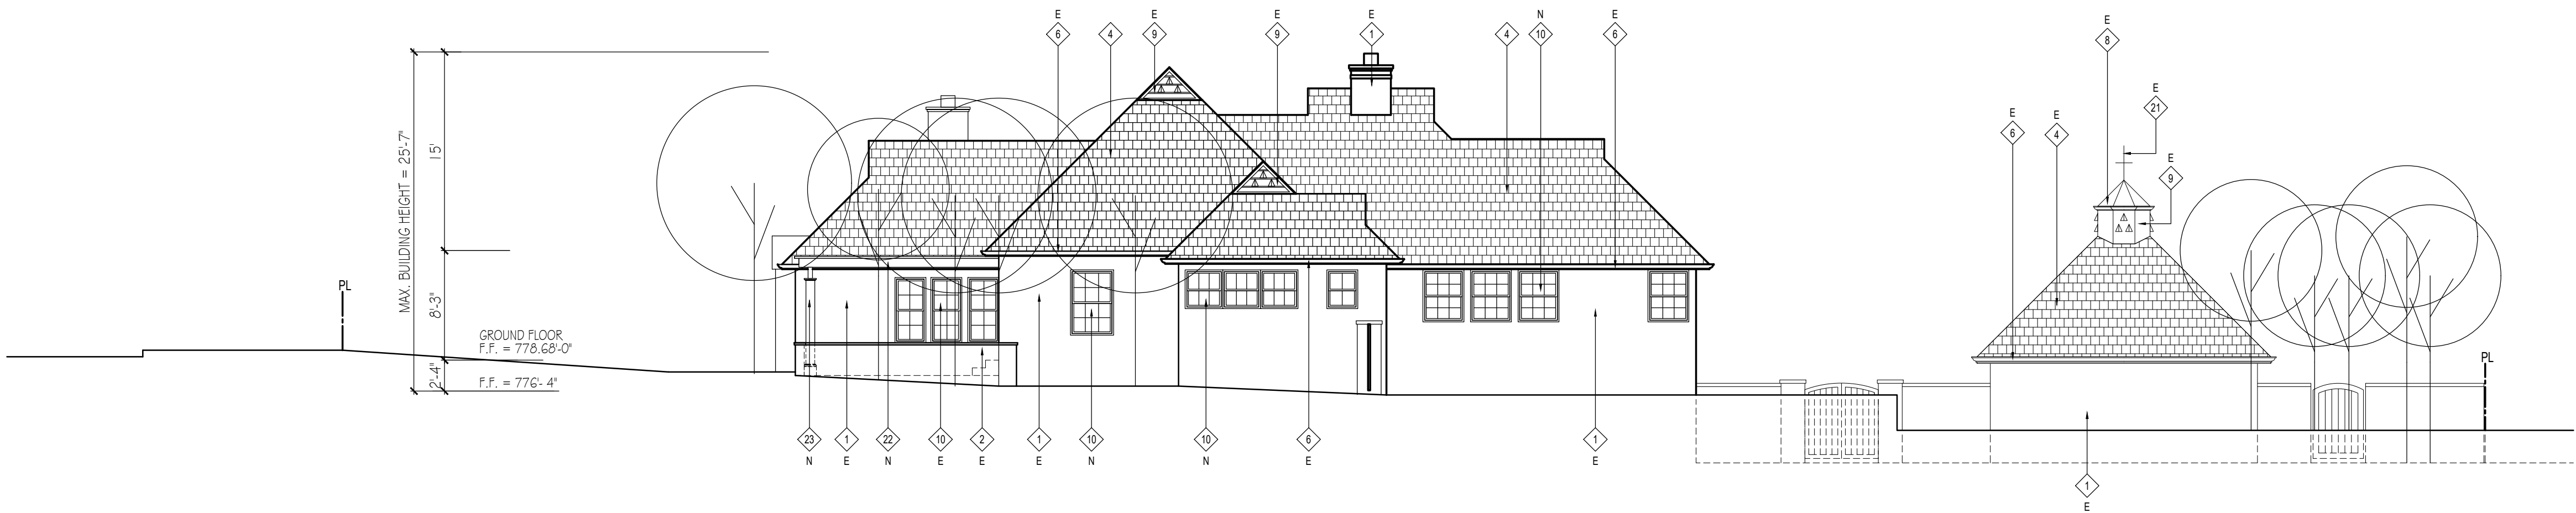 E
6
4
E
9
E
9
E
1
4
N
10
E
6
E
8
E
21
E
6
E
4
E
9
MAX. BUILDING HEIGHT = 25'-7"
15'
8'-3"
2'-4"
PL
GROUND FLOOR
F.F. = 778.68'-0"
F.F. = 776'- 4"
PL
23
N
1
E
22
N
10
E
2
E
1
E
10
N
10
N
6
E
1
E
1
E